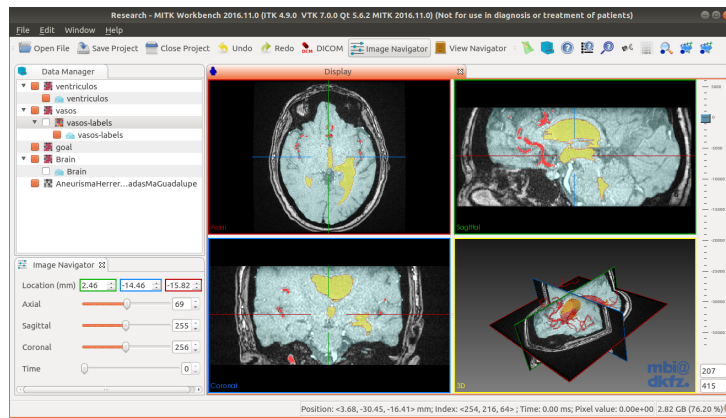 Research - MITK Workbench 2016.11.0 (ITK 4.9.0 VTK 7.0.0 Qt 5.6.2 MITK 2016.11.0) (Not for use in diagnosis or treatment of patients)
File Edit Window Help
Open File Save Project Close Project Undo Redo DICOM Image Navigator View Navigator
Data Manager
ventriculos
ventriculos
vasos
vasos-labels
vasos-labels
goal
Brain
Brain
AneurismaHerrer...adasMaGuadalupe
Image Navigator
Location (mm) 2.46 -14.46 -15.82
Axial 69
Sagittal 255
Coronal 256
Time 0
Display
Axial
Sagittal
Coronal
3D
mbi@
dkfz.
207
415
Position: <3.68, -30.45, -16.41> mm; Index: <254, 216, 64> ; Time: 0.00 ms; Pixel value: 0.00e+00 2.82 GB (76.20 %)